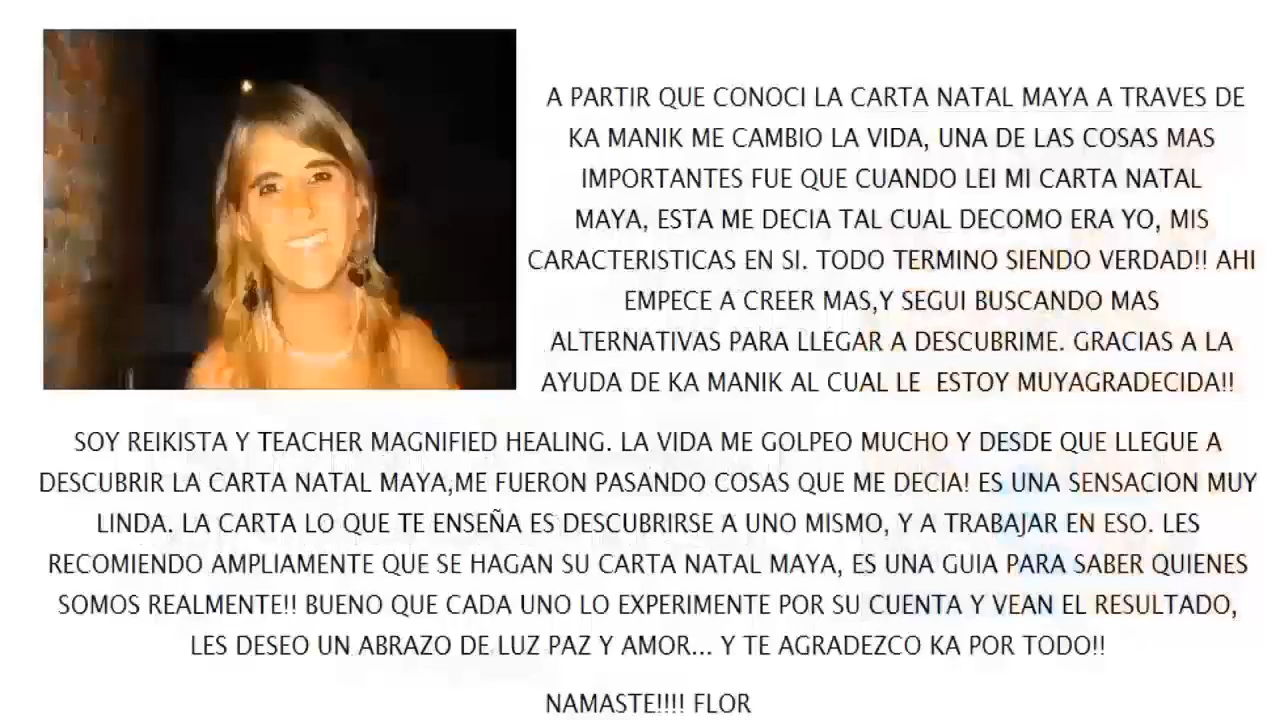 A PARTIR QUE CONOCI LA CARTA NATAL MAYA A TRAVES DE
KA MANIK ME CAMBIO LA VIDA, UNA DE LAS COSAS MAS
IMPORTANTES FUE QUE CUANDO LEI MI CARTA NATAL
MAYA, ESTA ME DECIA TAL CUAL DECOMO ERA YO, MIS
CARACTERISTICAS EN SI. TODO TERMINO SIENDO VERDAD!! AHI
EMPECE A CREER MAS,Y SEGUI BUSCANDO MAS
ALTERNATIVAS PARA LLEGAR A DESCUBRIME. GRACIAS A LA
AYUDA DE KA MANIK AL CUAL LE ESTOY MUYAGRADECIDA!!
SOY REIKISTA Y TEACHER MAGNIFIED HEALING. LA VIDA ME GOLPEO MUCHO Y DESDE QUE LLEGUE A
DESCUBRIR LA CARTA NATAL MAYA,ME FUERON PASANDO COSAS QUE ME DECIA! ES UNA SENSACION MUY
LINDA. LA CARTA LO QUE TE ENSEÑA ES DESCUBRIRSE A UNO MISMO, Y A TRABAJAR EN ESO. LES
RECOMIENDO AMPLIAMENTE QUE SE HAGAN SU CARTA NATAL MAYA, ES UNA GUIA PARA SABER QUIENES
SOMOS REALMENTE!! BUENO QUE CADA UNO LO EXPERIMENTE POR SU CUENTA Y VEAN EL RESULTADO,
LES DESEO UN ABRAZO DE LUZ PAZ Y AMOR... Y TE AGRADEZCO KA POR TODO!!
NAMASTE!!!! FLOR